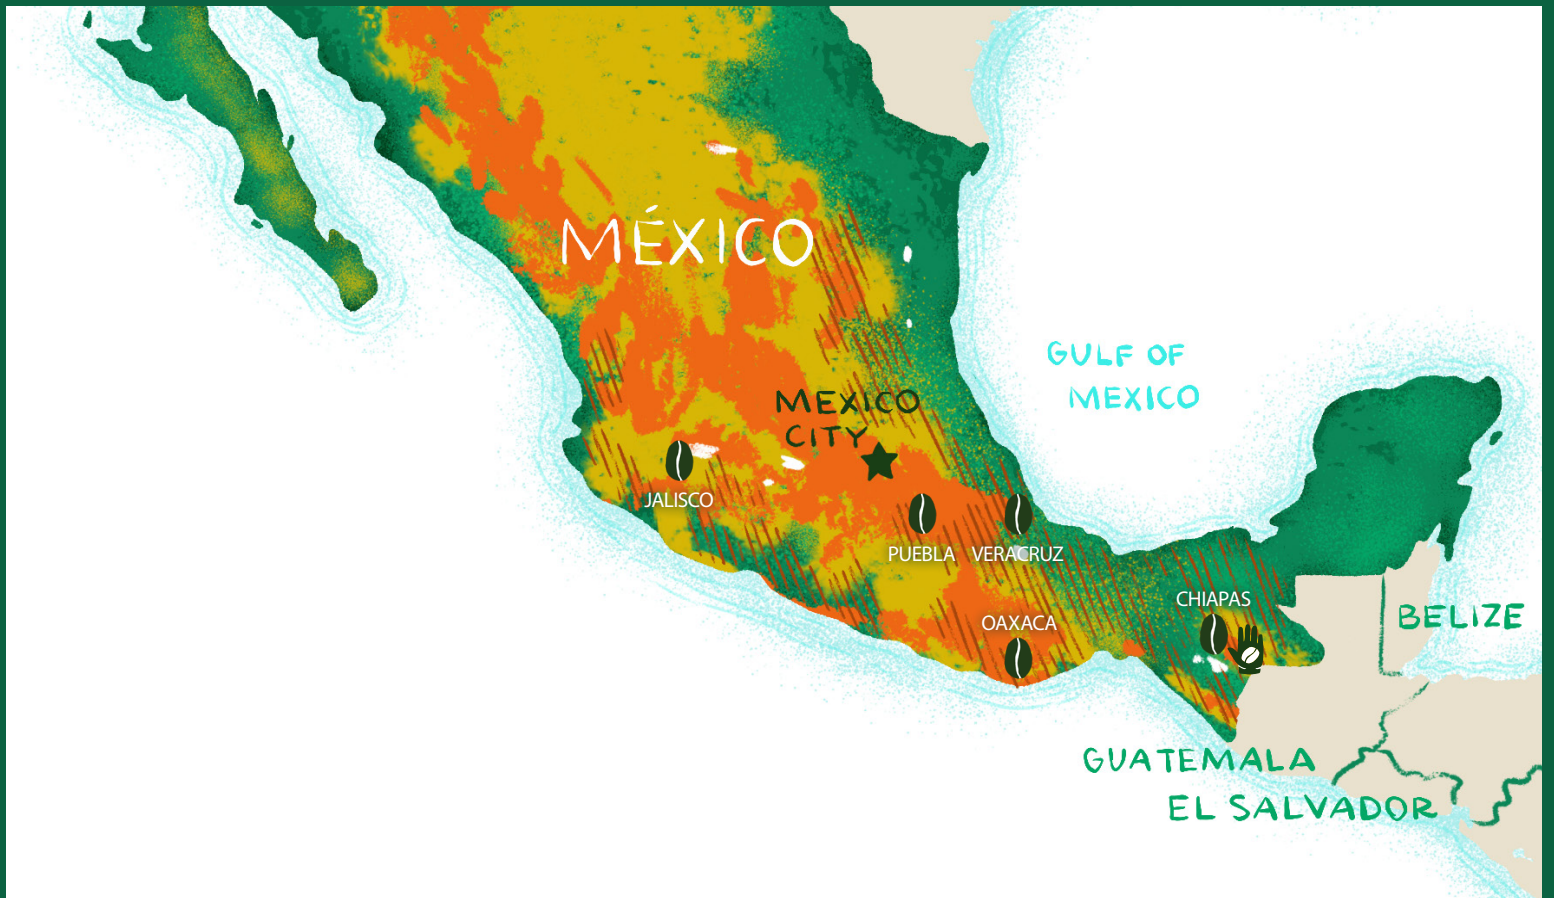 MÉXICO
GULF OF
MEXICO
MEXICO
CITY
JALISCO
PUEBLA
VERACRUZ
CHIAPAS
BELIZE
OAXACA
GUATEMALA
EL SALVADOR